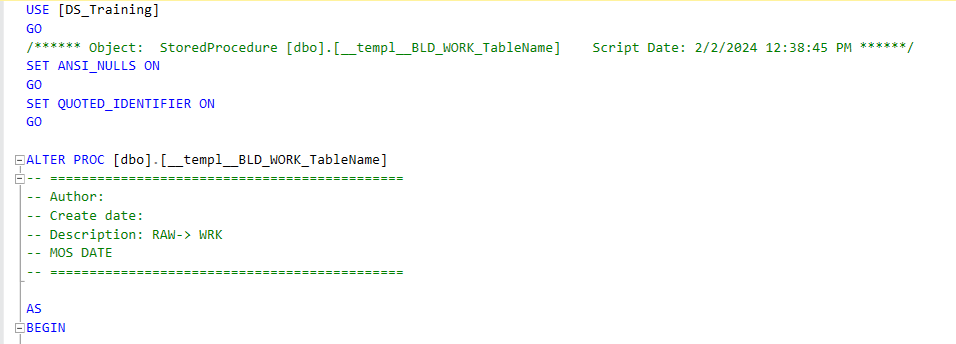 USE [DS_Training]
GO
/****** Object:  StoredProcedure [dbo].[__templ__BLD_WORK_TableName]    Script Date: 2/2/2024 12:38:45 PM ******/
SET ANSI_NULLS ON
GO
SET QUOTED_IDENTIFIER ON
GO
ALTER PROC [dbo].[__templ__BLD_WORK_TableName]
-- =============================================
-- Author:
-- Create date:
-- Description: RAW-> WRK
-- MOS DATE
-- =============================================
AS
BEGIN